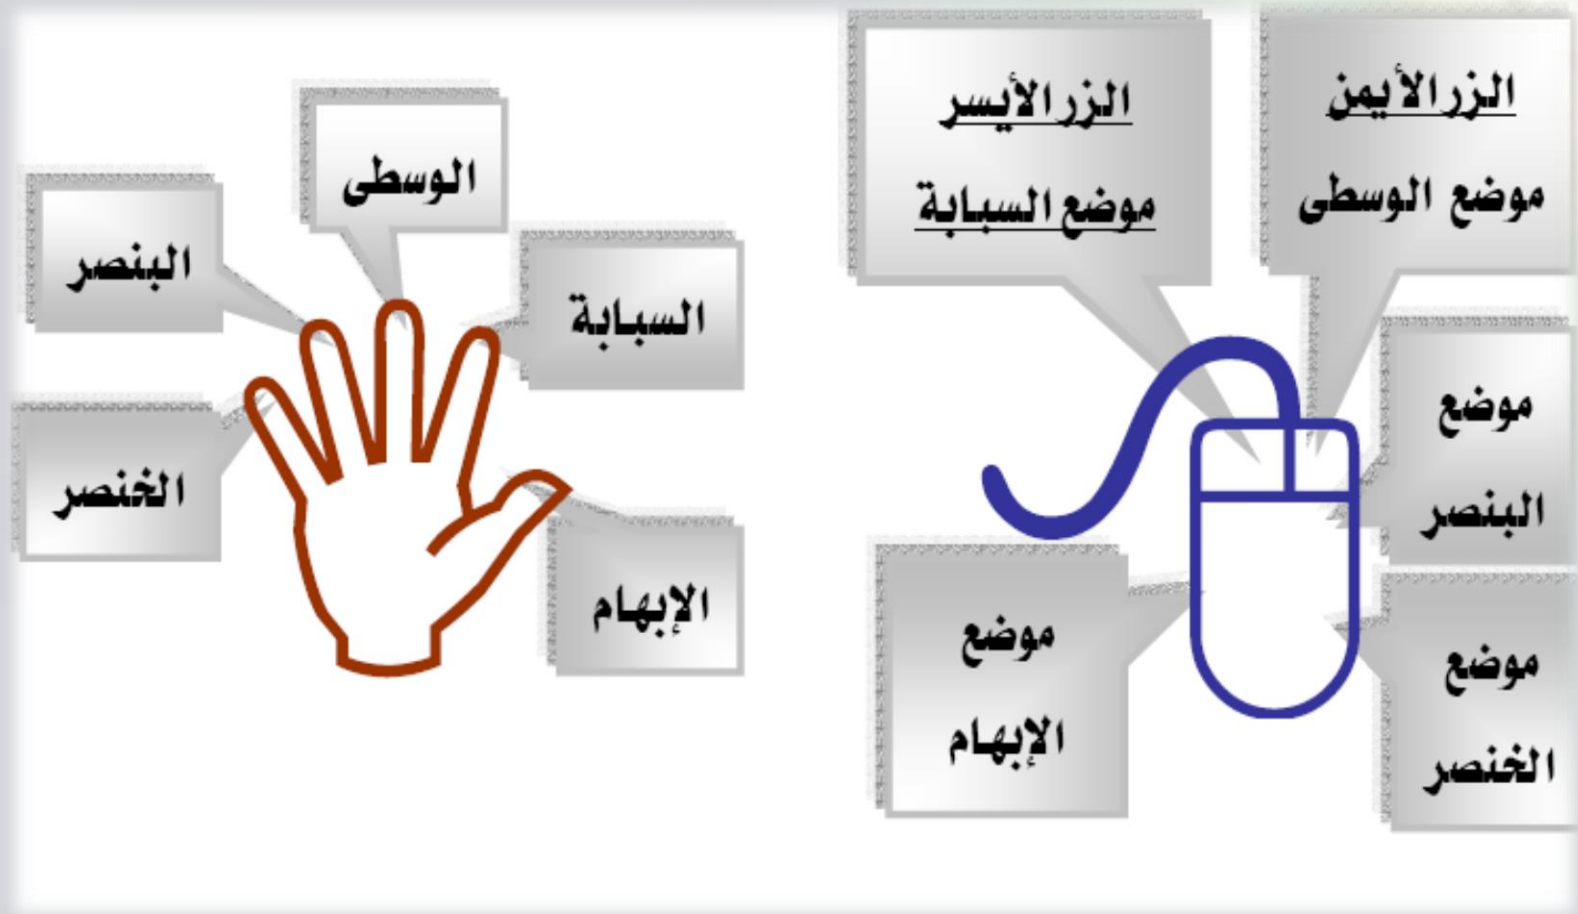 الزر الأيمن
موضع الوسطى
الزر الأيسر
موضع السبابة
موضع
البنصر
موضع
الخنصر
موضع
الإبهام
الوسطى
السبابة
البنصر
الخنصر
الإبهام